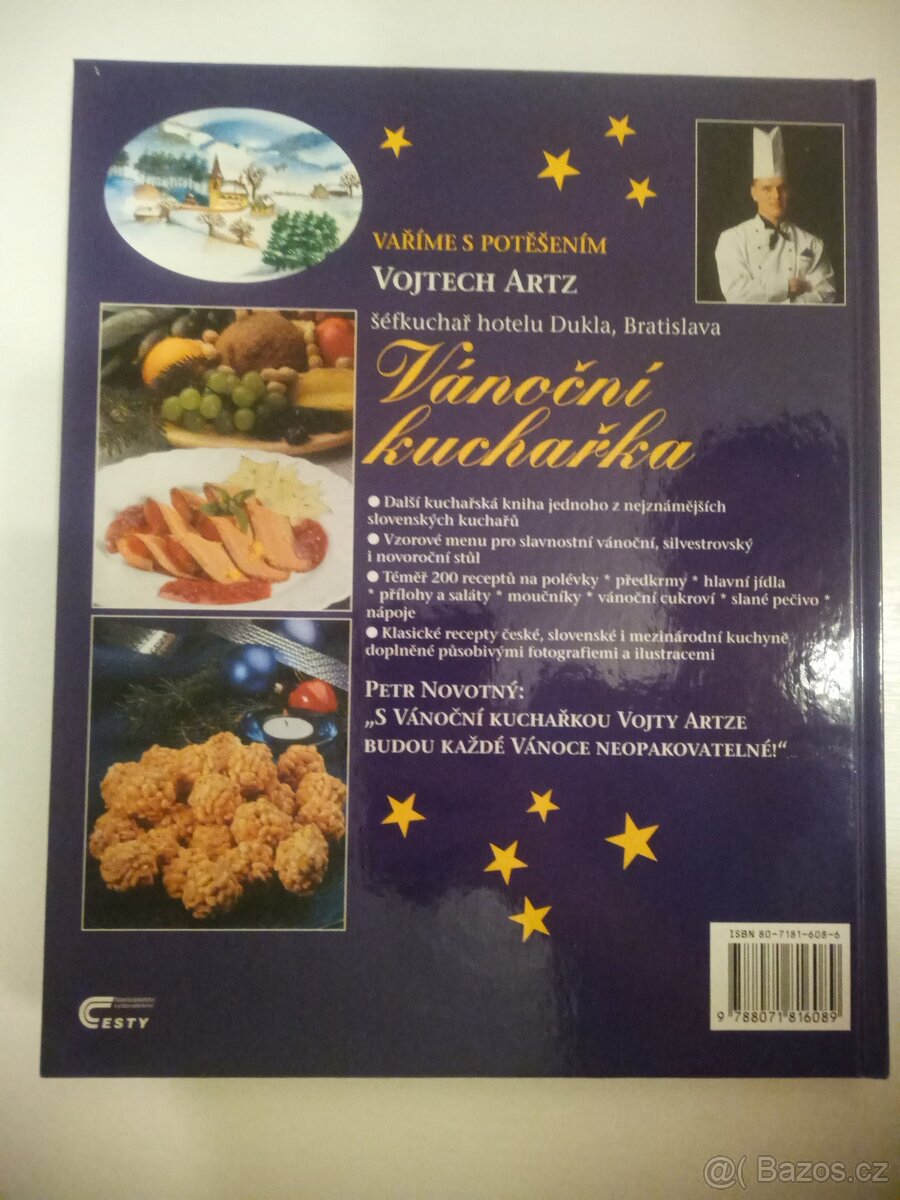 VAŘÍME S POTĚŠENÍM
VOJTECH ARTZ
šéfkuchař hotelu Dukla, Bratislava
Vánoční
kuchařka
● Další kuchařská kniha jednoho z nejznámějších
slovenských kuchařů
● Vzorové menu pro slavnostní vánoční, silvestrovský
i novoroční stůl
● Téměř 200 receptů na polévky * předkrmy * hlavní jídla
* přílohy a saláty * moučníky * vánoční cukroví * slané pečivo *
nápoje
● Klasické recepty české, slovenské i mezinárodní kuchyně
doplněné působivými fotografiemi a ilustracemi
PETR NOVOTNÝ:
„S VÁNOČNÍ KUCHAŘKOU VOJTY ARTZE
BUDOU KAŽDÉ VÁNOCE NEOPAKOVATELNÉ!“
ISBN 80-7181-608-6
9 788071 816089
CESTY
@( Bazos.cz